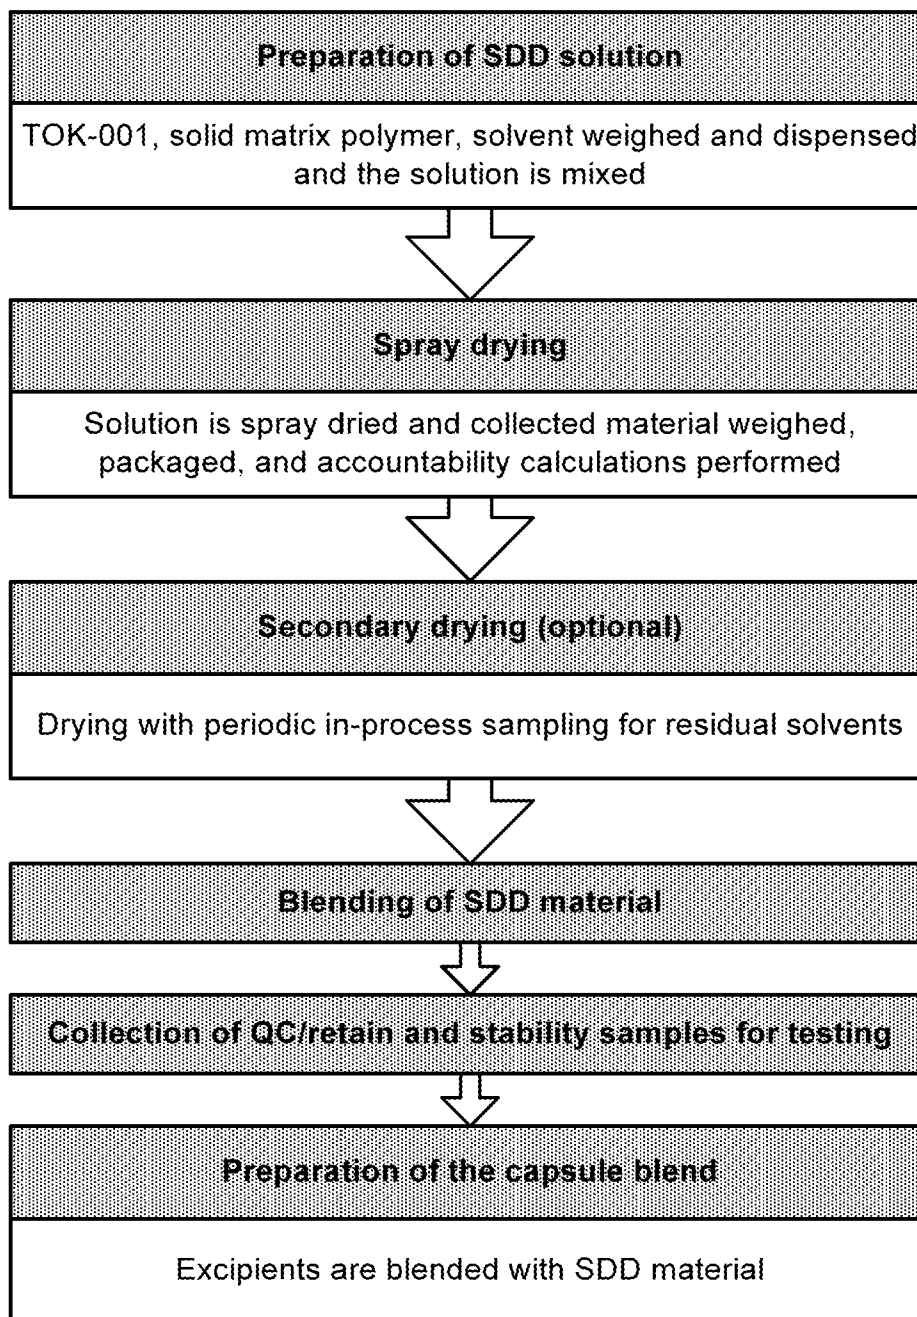 Preparation of SDD solution
TOK-001, solid matrix polymer, solvent weighed and dispensed
and the solution is mixed
Spray drying
Solution is spray dried and collected material weighed,
packaged, and accountability calculations performed
Secondary drying (optional)
Drying with periodic in-process sampling for residual solvents
Blending of SDD material
Collection of QC/retain and stability samples for testing
Preparation of the capsule blend
Excipients are blended with SDD material